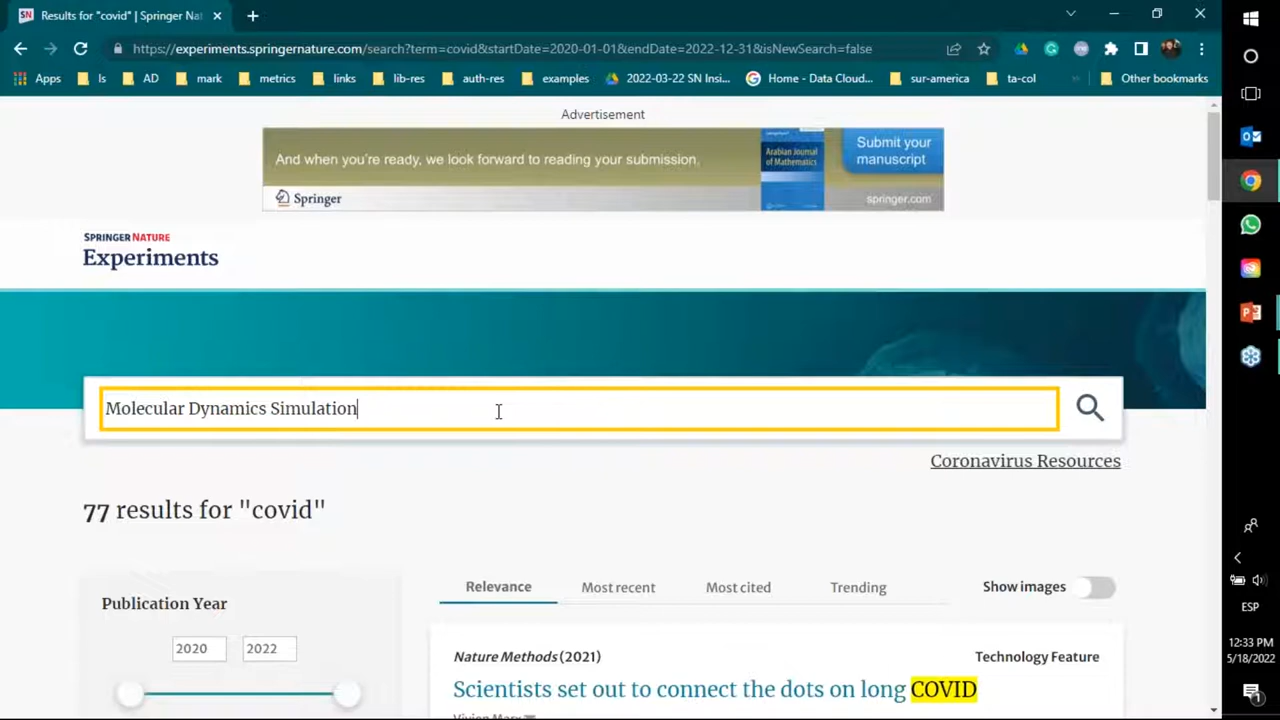 Results for "covid" | Springer Na
https://experiments.springernature.com/search?term=covid&startDate=2020-01-01&endDate=2022-12-31&isNewSearch=false
Apps ls AD mark metrics links lib-res auth-res examples 2022-03-22 SN Insi... Home - Data Cloud... sur-america ta-col » Other bookmarks
Advertisement
And when you're ready, we look forward to reading your submission.
Arabian Journal
of Mathematics
Submit your
manuscript
Springer
springer.com
SPRINGER NATURE
Experiments
Molecular Dynamics Simulation
Coronavirus Resources
77 results for "covid"
Publication Year
2020 2022
Relevance Most recent Most cited Trending Show images
Nature Methods (2021) Technology Feature
Scientists set out to connect the dots on long COVID
Vivien Marx
ESP
12:33 PM
5/18/2022
1